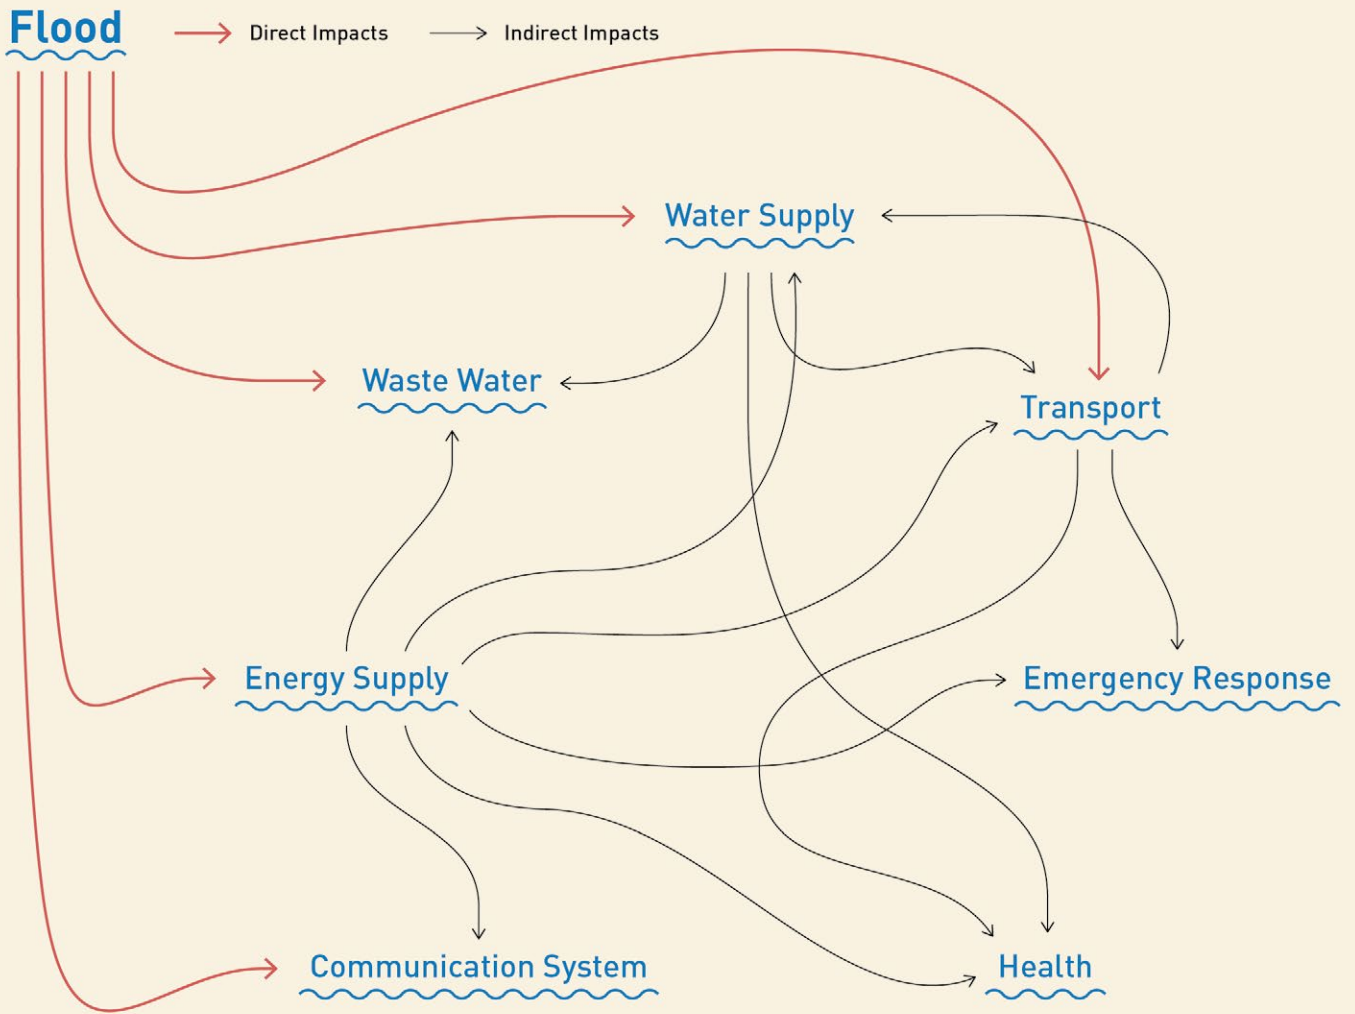 Flood
Direct Impacts
Indirect Impacts
Water Supply
Waste Water
Transport
Energy Supply
Emergency Response
Communication System
Health